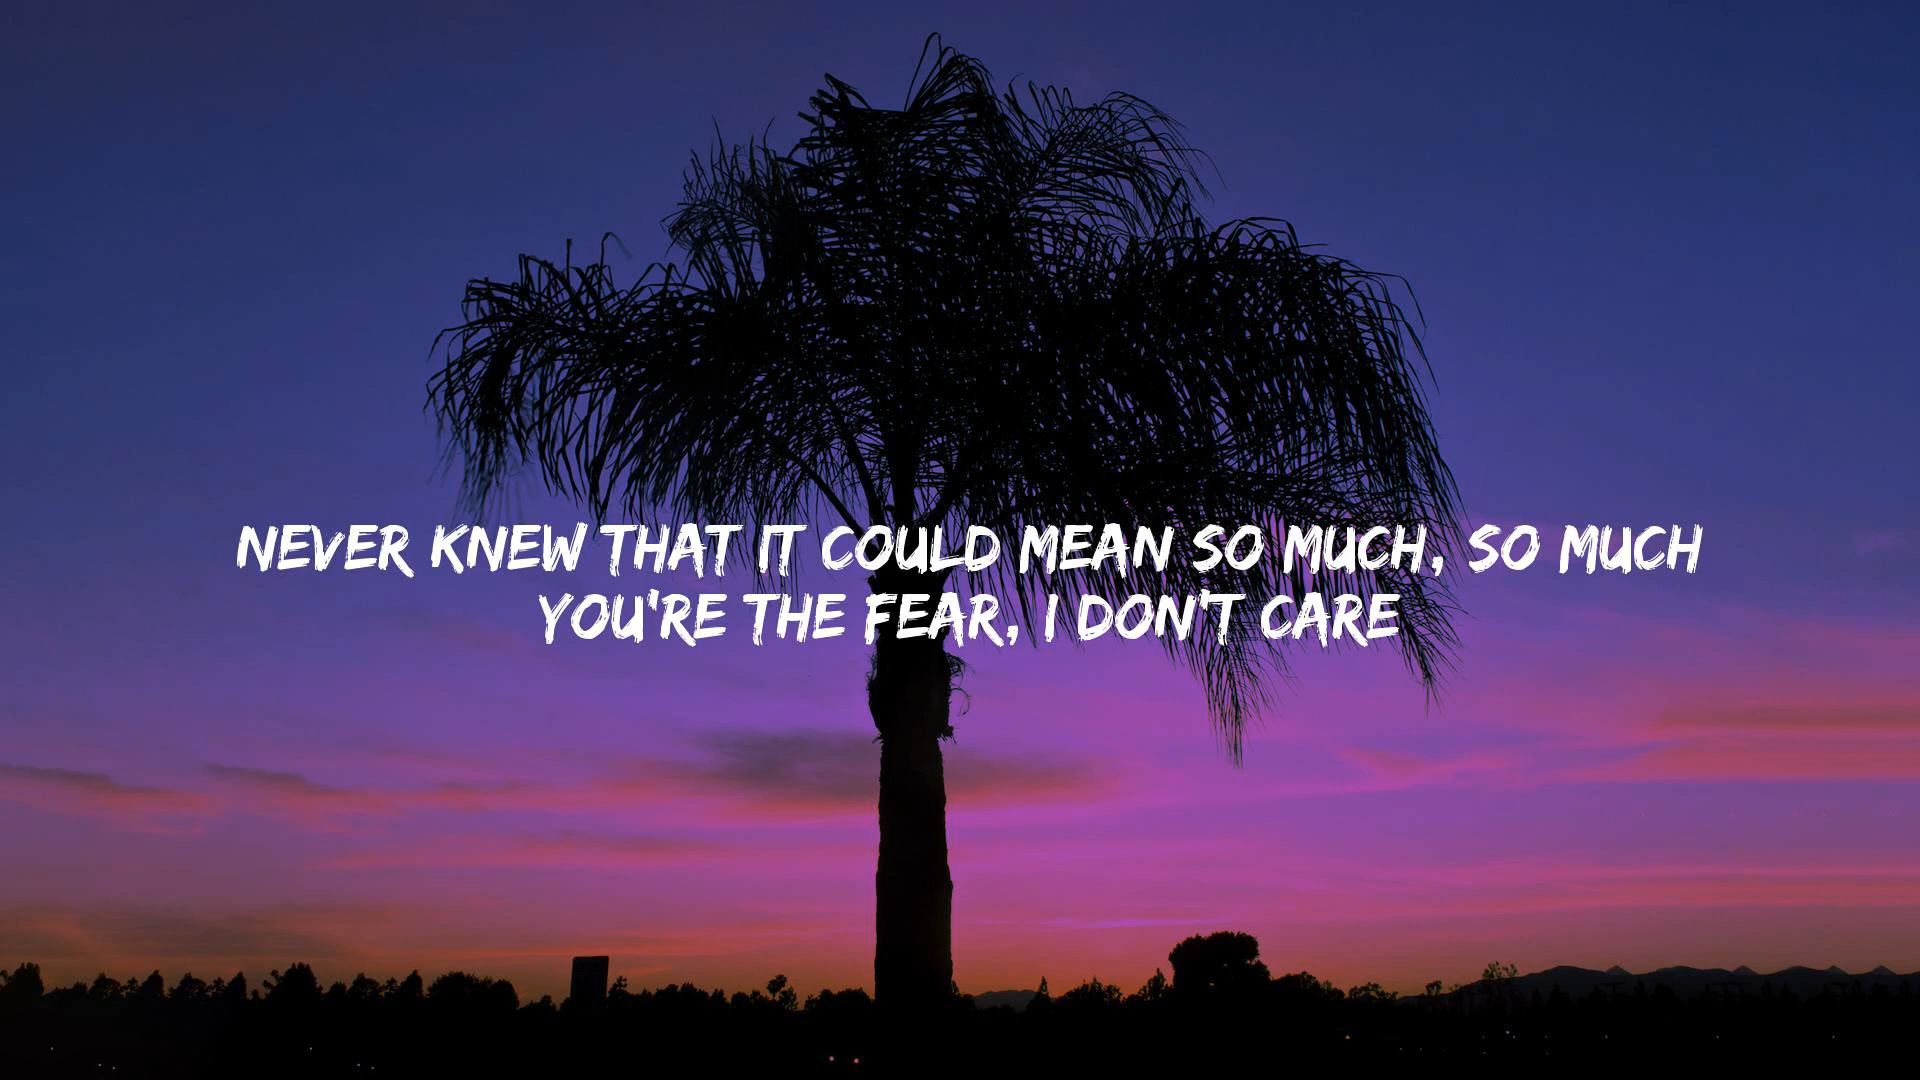 NEVER KNEW THAT IT COULD MEAN SO MUCH, SO MUCH
YOU'RE THE FEAR, I DON'T CARE